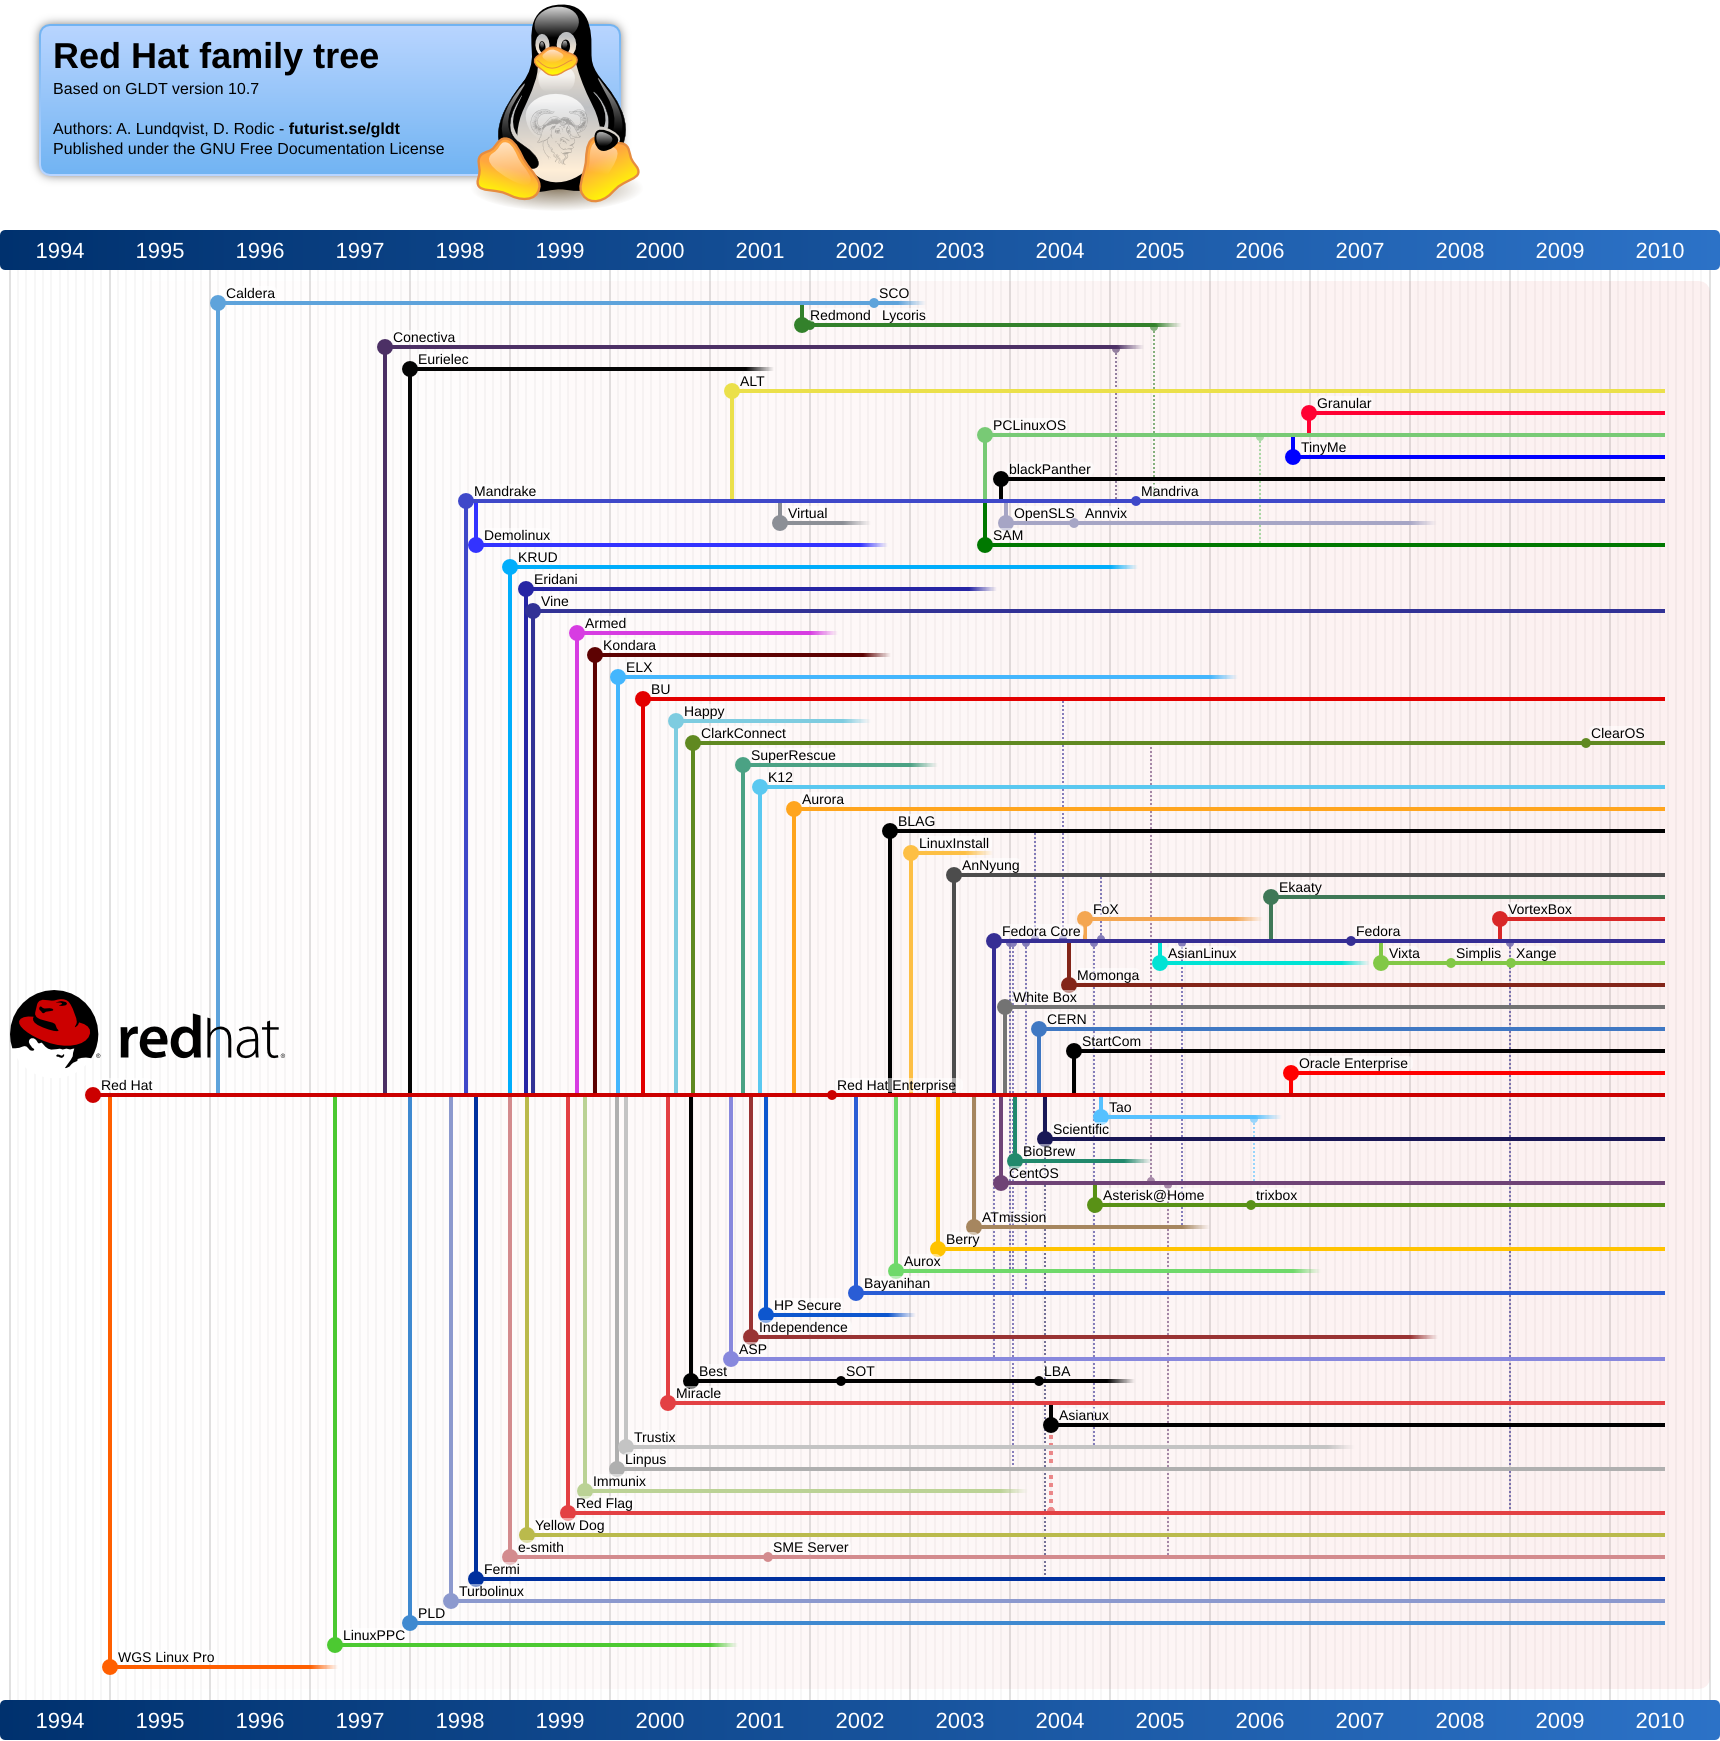 Red Hat family tree
Based on GLDT version 10.7
Authors: A. Lundqvist, D. Rodic - futurist.se/gldt
Published under the GNU Free Documentation License
1994 1995 1996 1997 1998 1999 2000 2001 2002 2003 2004 2005 2006 2007 2008 2009 2010
Caldera SCO
Redmond Lycoris
Conectiva
Eurielec
ALT
Granular
PCLinuxOS
TinyMe
blackPanther
Mandrake Mandriva
Virtual OpenSLS Annvix
Demolinux SAM
KRUD
Eridani
Vine
Armed
Kondara
ELX
BU
Happy
ClarkConnect ClearOS
SuperRescue
K12
Aurora
BLAG
LinuxInstall
AnNyung
Ekaaty
FoX VortexBox
Fedora Core Fedora
AsianLinux Vixta Simplis Xange
Momonga
White Box
CERN
redhat
®
®
StartCom
Oracle Enterprise
Red Hat Red Hat Enterprise
Tao
Scientific
BioBrew
CentOS
Asterisk@Home trixbox
ATmission
Berry
Aurox
Bayanihan
HP Secure
Independence
ASP
Best SOT LBA
Miracle
Asianux
Trustix
Linpus
Immunix
Red Flag
Yellow Dog
e-smith SME Server
Fermi
Turbolinux
PLD
LinuxPPC
WGS Linux Pro
1994 1995 1996 1997 1998 1999 2000 2001 2002 2003 2004 2005 2006 2007 2008 2009 2010